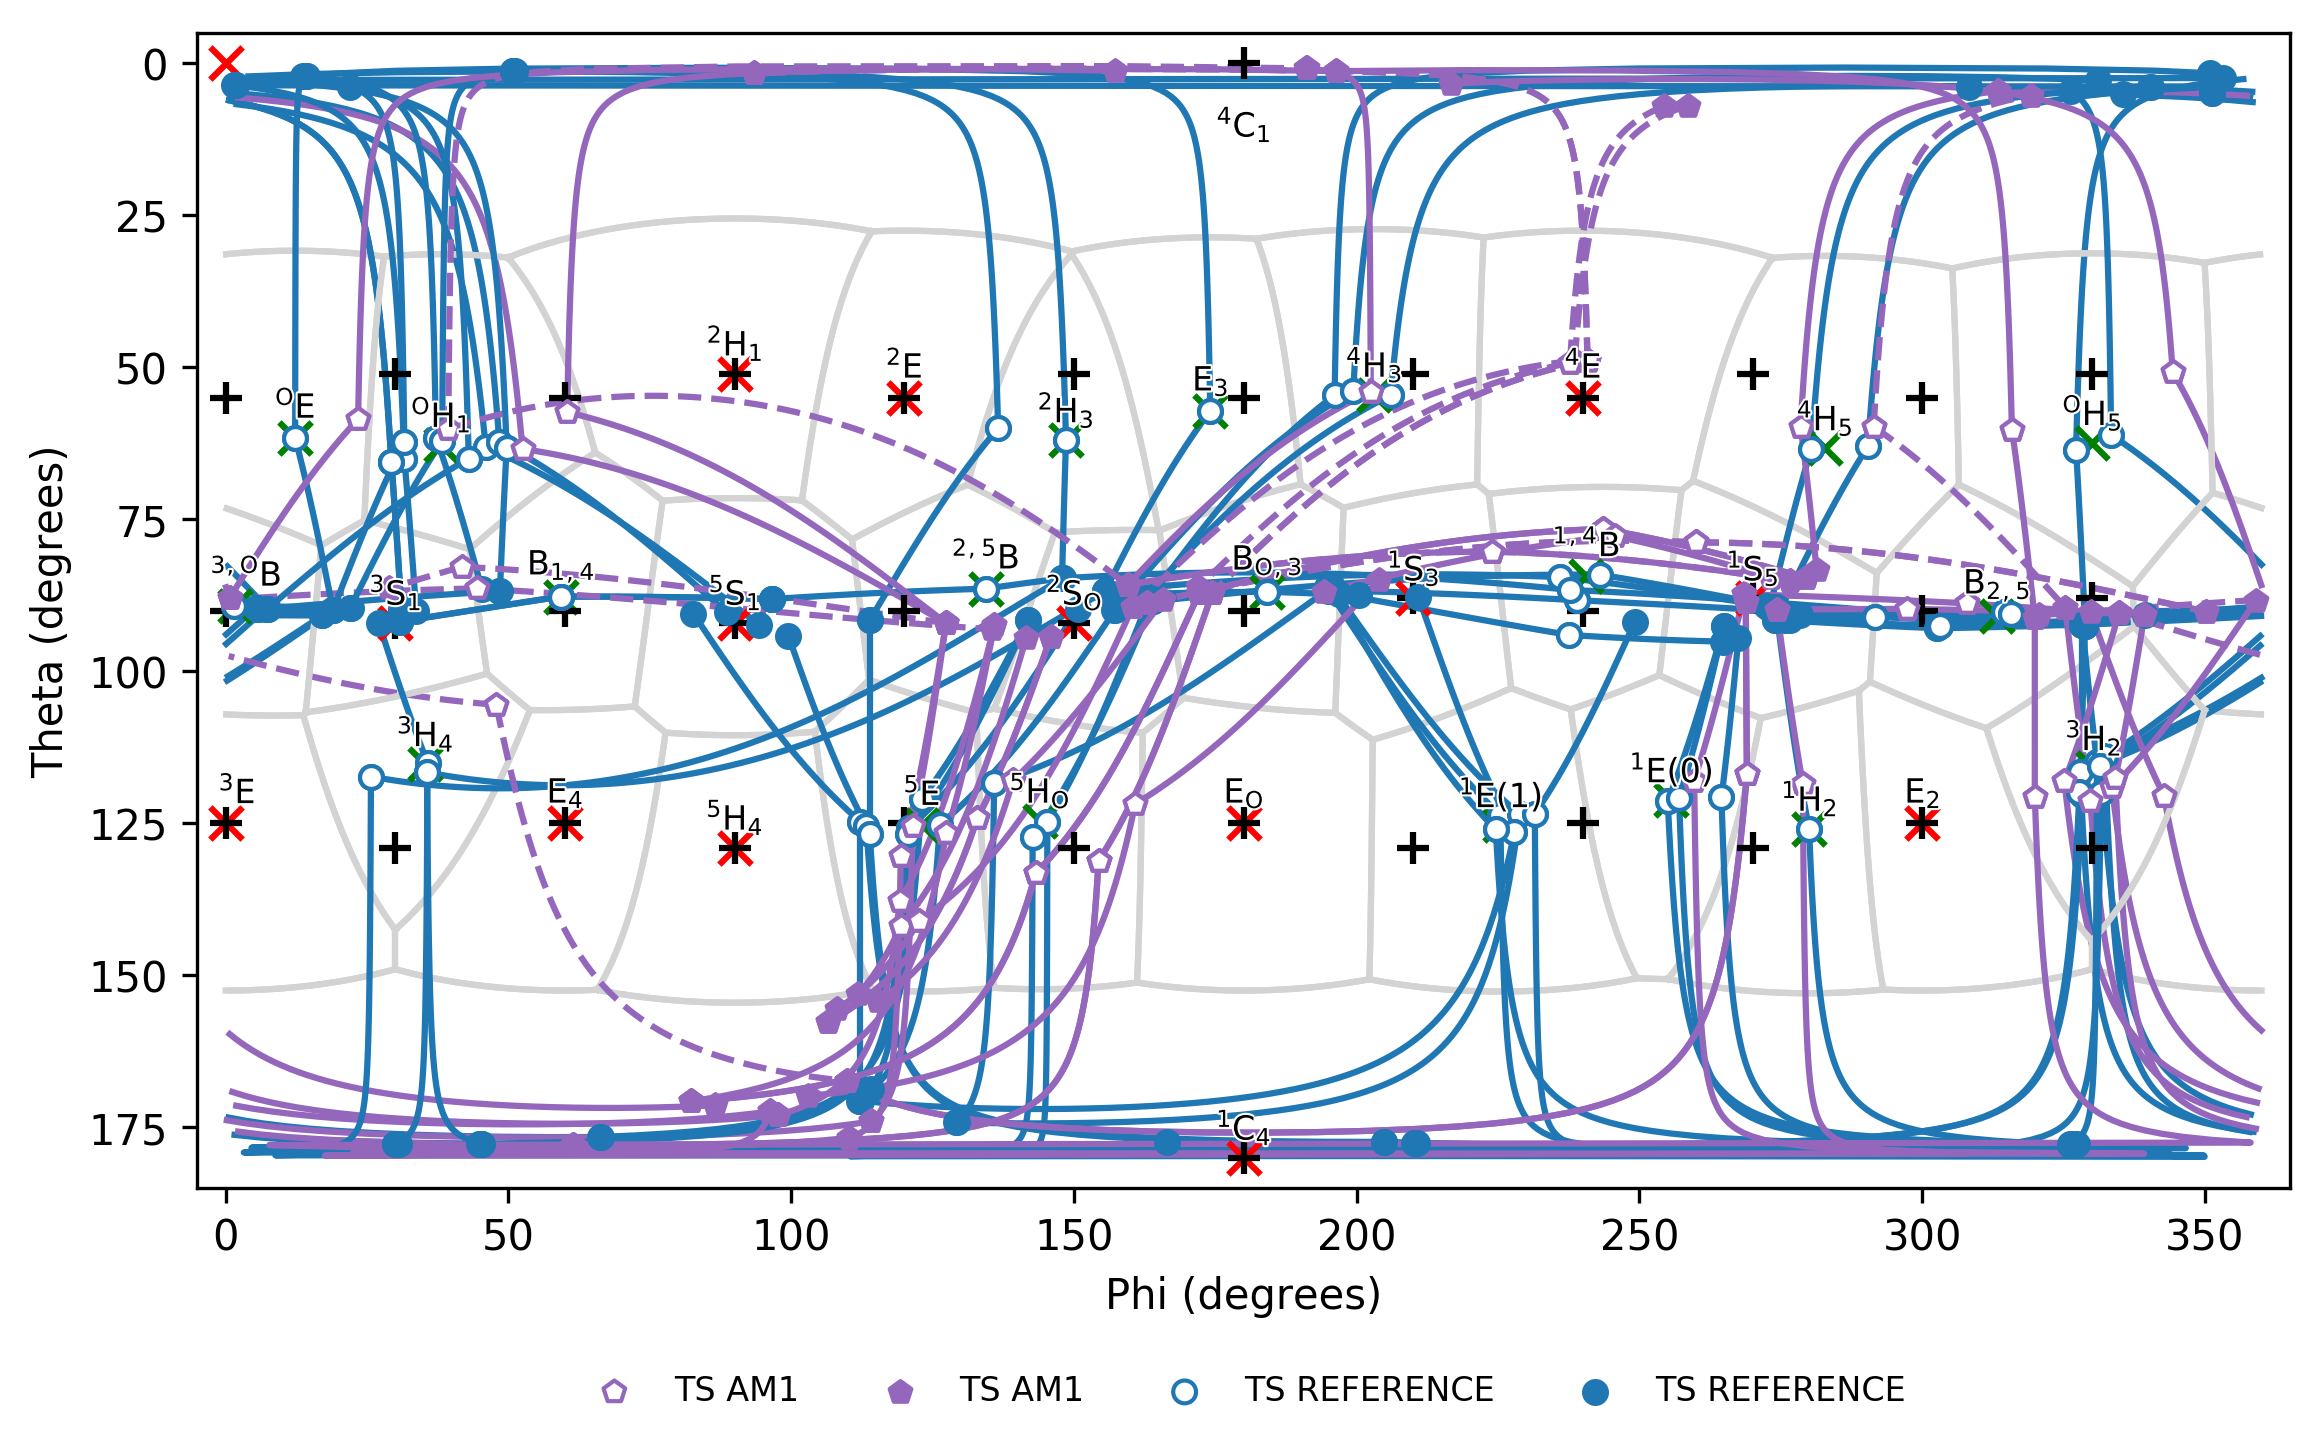 0
⁴C₁
25
²H₁
²E
⁴H₃
⁴E
50
ᴼE
ᴼH₁
²H₃
E₃
⁴H₅
ᴼH₅
75
³,ᴼB
³S₁
B₁,₄
⁵S₁
²,⁵B
²Sₒ
Bₒ,₃
¹S₃
¹,⁴B
¹S₅
B₂,₅
100
³H₄
³H₂
³E
E₄
⁵H₄
⁵E
⁵Hₒ
Eₒ
¹E(1)
¹E(0)
¹H₂
E₂
125
150
175
¹C₄
Theta (degrees)
0 50 100 150 200 250 300 350
Phi (degrees)
TS AM1 TS AM1 TS REFERENCE TS REFERENCE